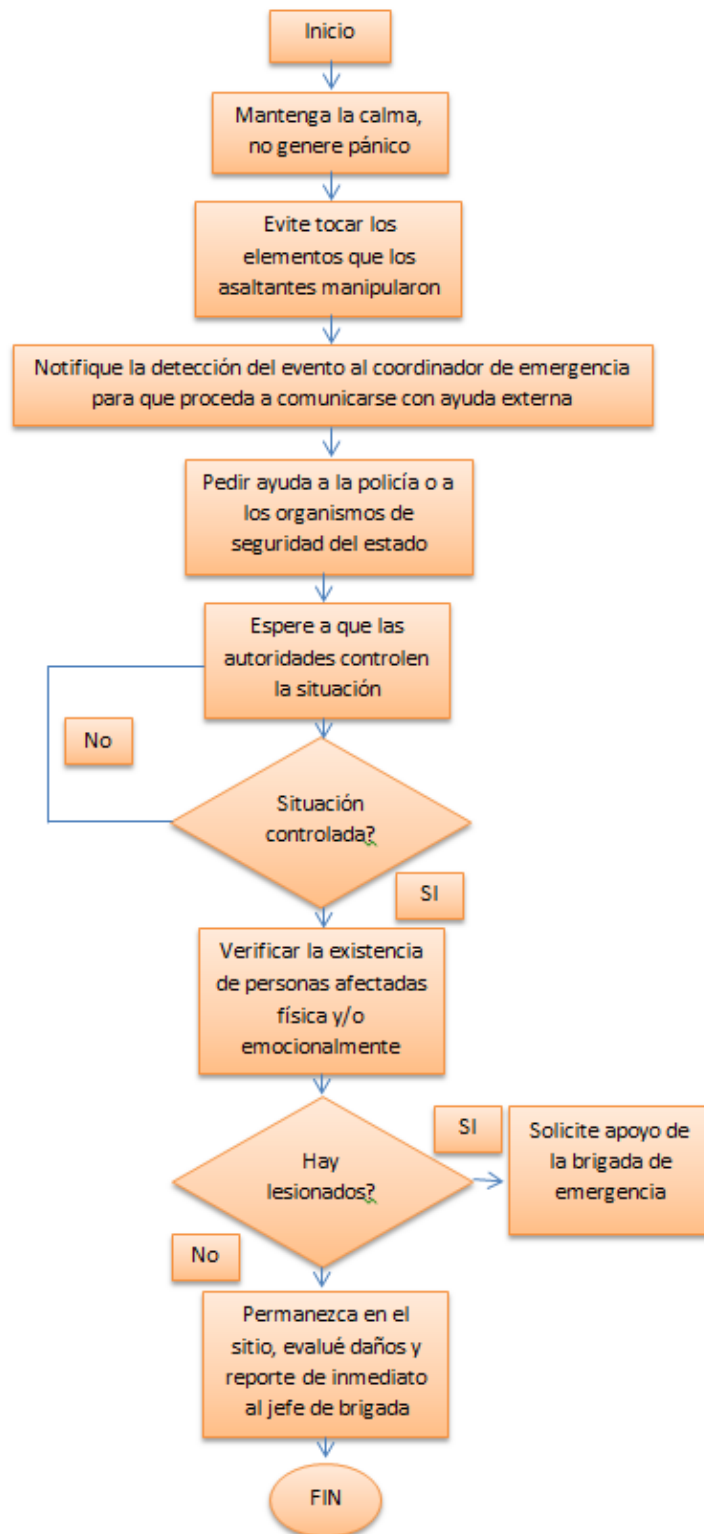 Inicio
Mantenga la calma,
no genere pánico
Evite tocar los
elementos que los
asaltantes manipularon
Notifique la detección del evento al coordinador de emergencia
para que proceda a comunicarse con ayuda externa
Pedir ayuda a la policía o a
los organismos de
seguridad del estado
Espere a que las
autoridades controlen
la situación
No
Situación
controlada?
SI
Verificar la existencia
de personas afectadas
física y/o
emocionalmente
Hay
lesionados?
SI
Solicite apoyo de
la brigada de
emergencia
No
Permanezca en el
sitio, evalué daños y
reporte de inmediato
al jefe de brigada
FIN